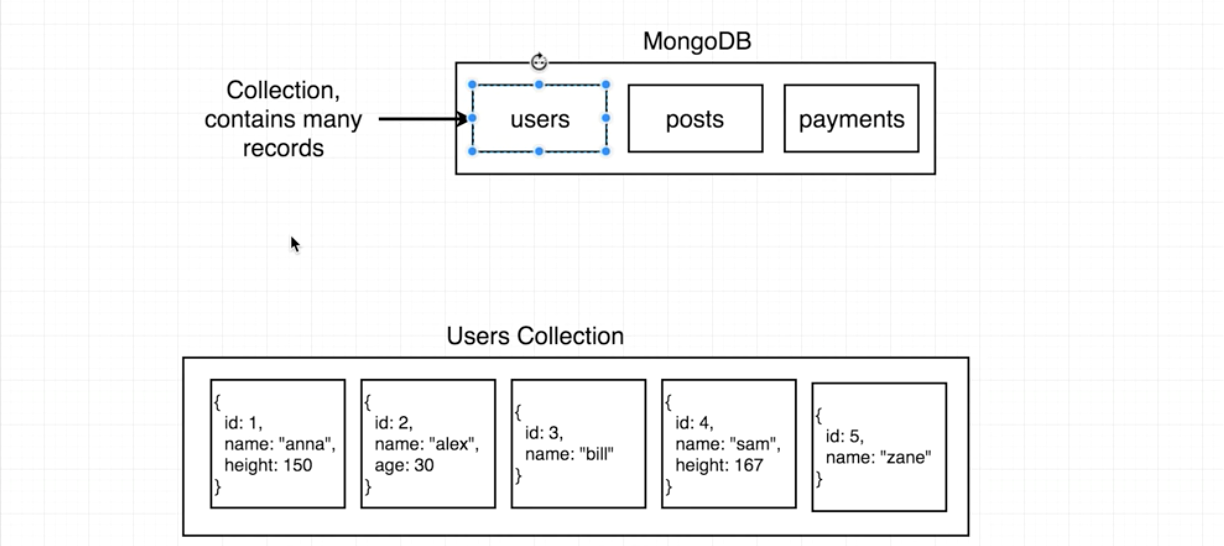 MongoDB
Collection,
contains many
records
users
posts
payments
Users Collection
{
id: 1,
name: "anna",
height: 150
}
{
id: 2,
name: "alex",
age: 30
}
{
id: 3,
name: "bill"
}
{
id: 4,
name: "sam",
height: 167
}
{
id: 5,
name: "zane"
}